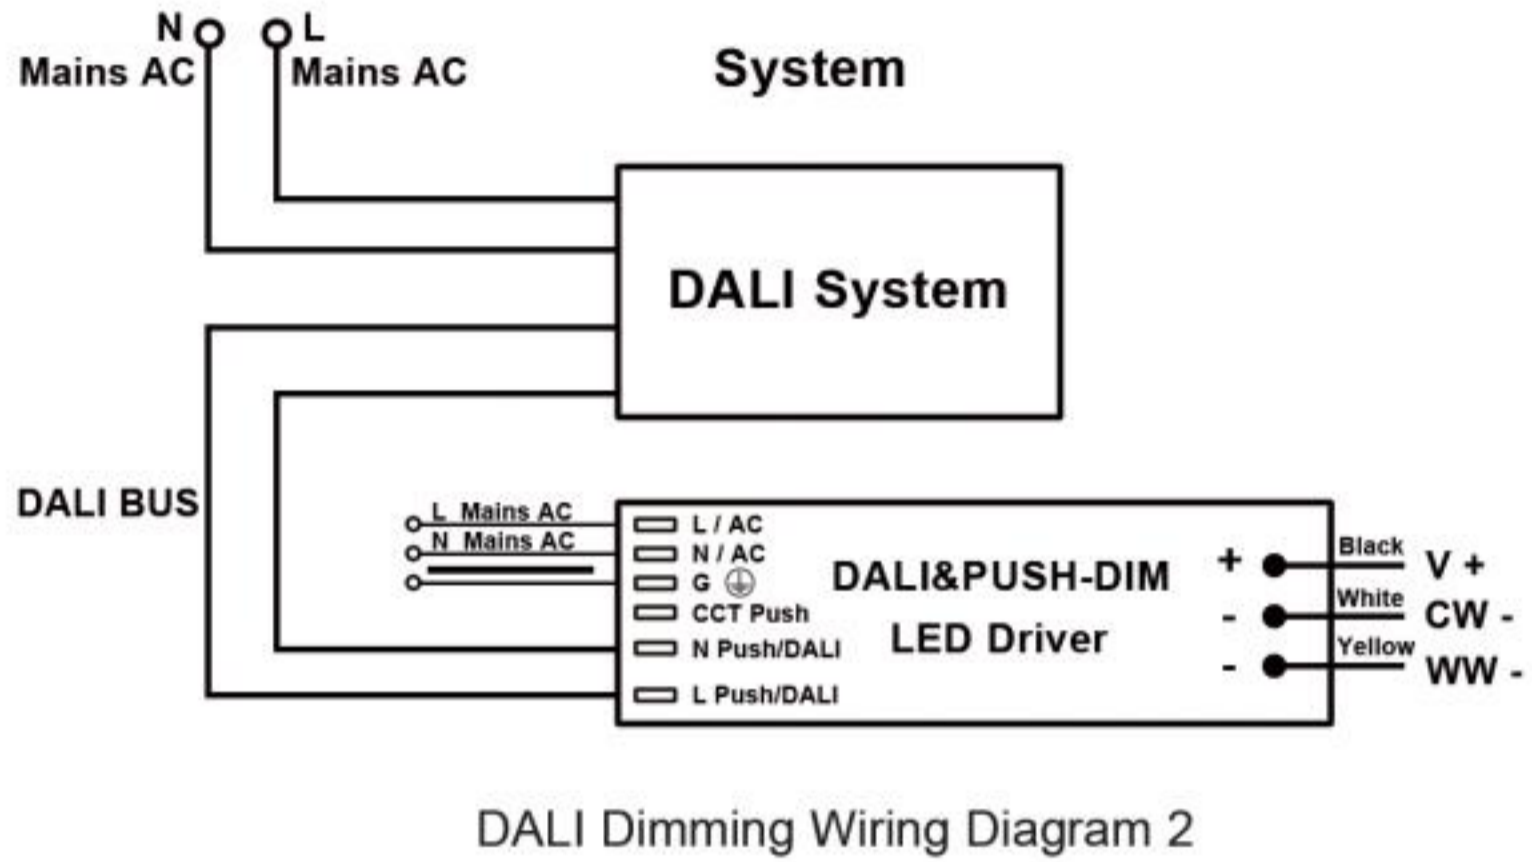 N
L
Mains AC
Mains AC
System
DALI System
DALI BUS
L Mains AC
N Mains AC
L / AC
N / AC
G
CCT Push
N Push/DALI
L Push/DALI
DALI&PUSH-DIM
LED Driver
+
-
-
Black
White
Yellow
V +
CW -
WW -
DALI Dimming Wiring Diagram 2